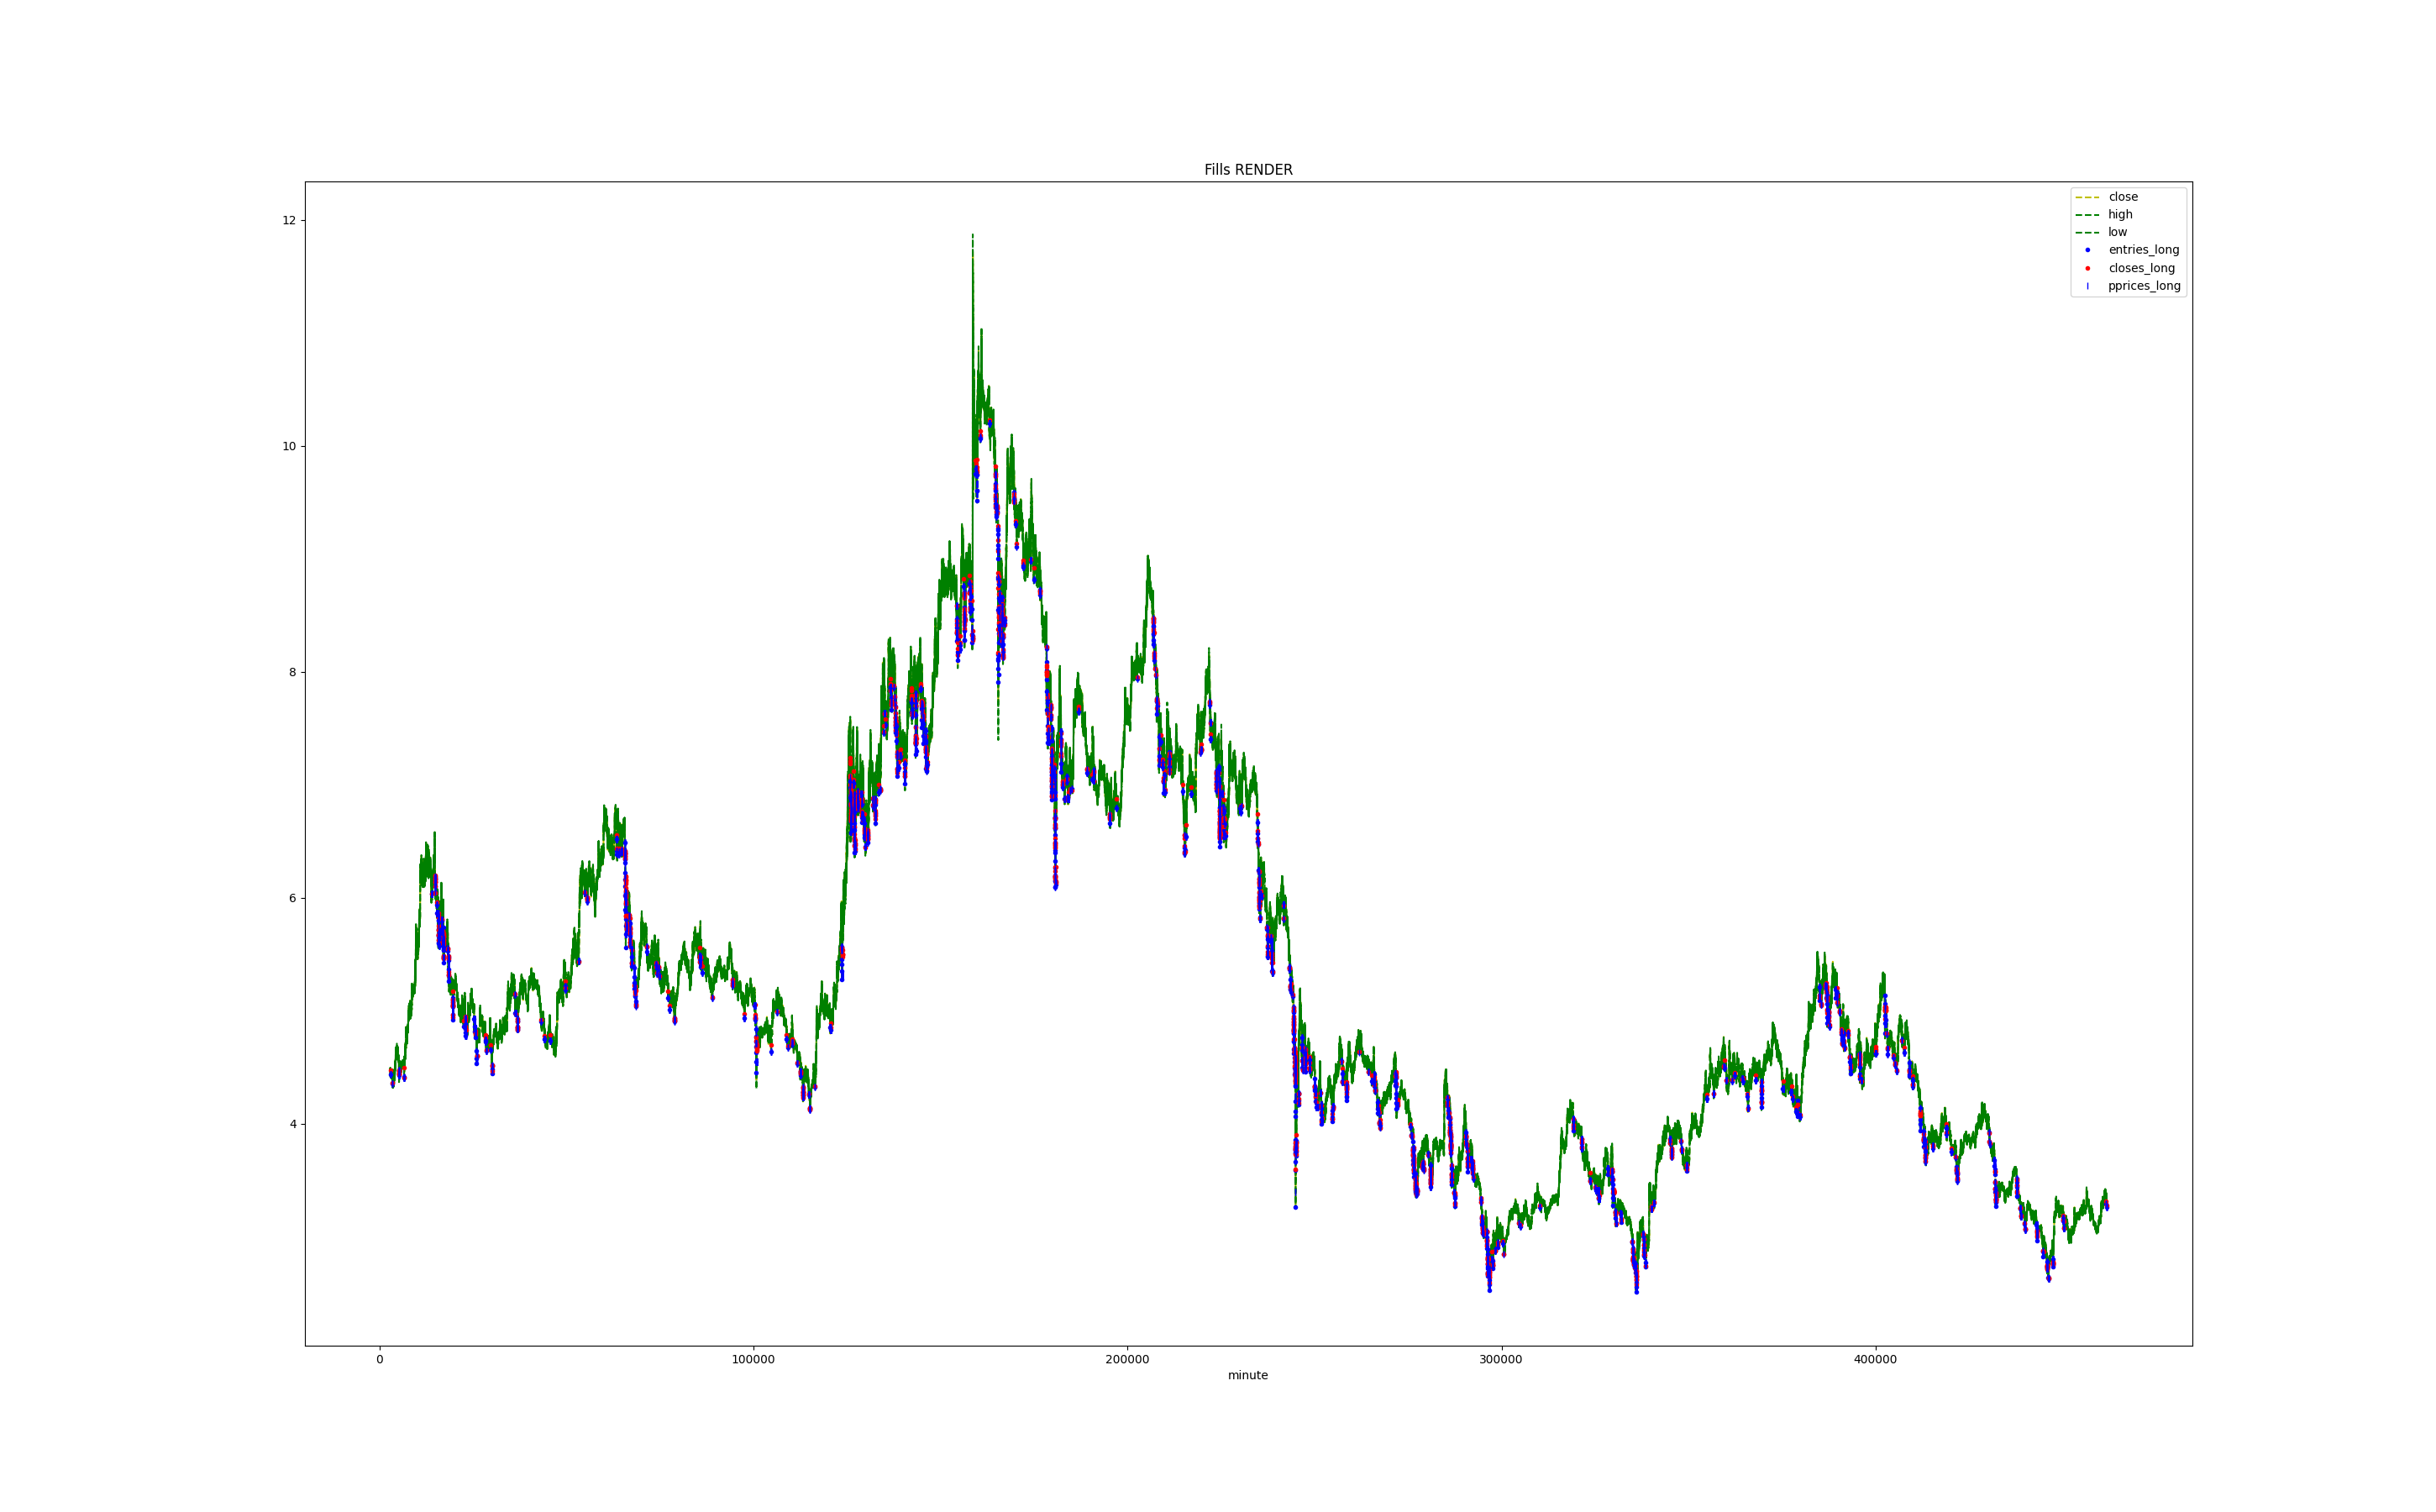 Fills RENDER
close
high
low
entries_long
closes_long
pprices_long
12
10
8
6
4
0
100000
200000
300000
400000
minute